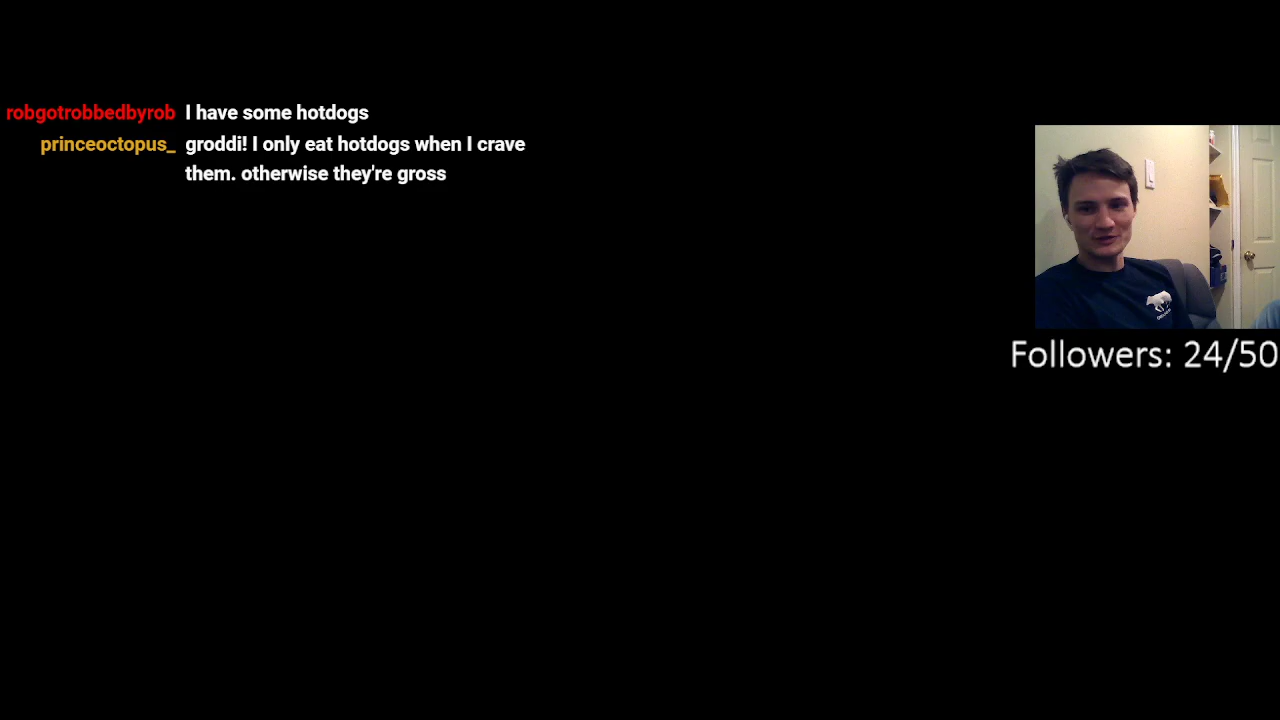 robgotrobbedbyrob I have some hotdogs
princeoctopus_ groddi! I only eat hotdogs when I crave
them. otherwise they're gross
Followers: 24/50